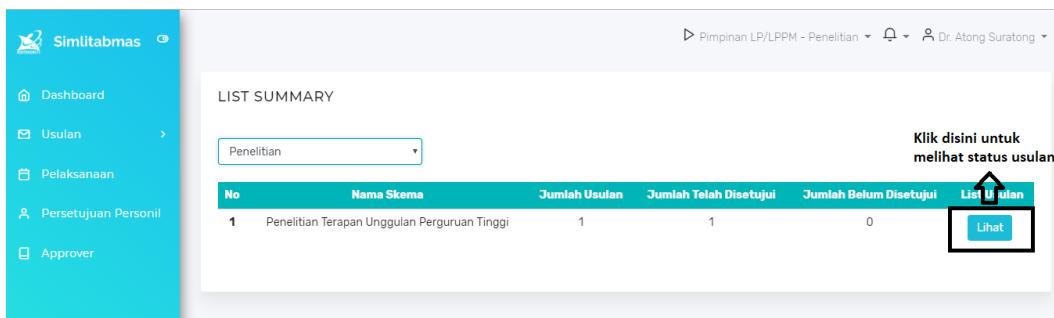 Simlitabmas
Pimpinan LP/LPPM - Penelitian
Dr. Atong Suratong
Dashboard
Usulan
Pelaksanaan
Persetujuan Personil
Approver
LIST SUMMARY
Penelitian
Klik disini untuk
melihat status usulan
No Nama Skema Jumlah Usulan Jumlah Telah Disetujui Jumlah Belum Disetujui List Usulan
1 Penelitian Terapan Unggulan Perguruan Tinggi 1 1 0 Lihat